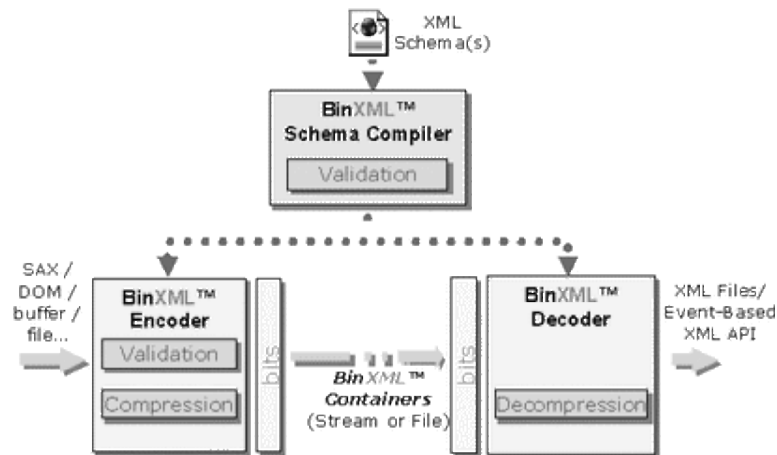 XML
Schema(s)
BinXML™
Schema Compiler
Validation
SAX /
DOM /
buffer /
file...
BinXML™
Encoder
Validation
Compression
bits
BinXML™
Containers
(Stream or File)
bits
BinXML™
Decoder
Decompression
XML Files/
Event-Based
XML API